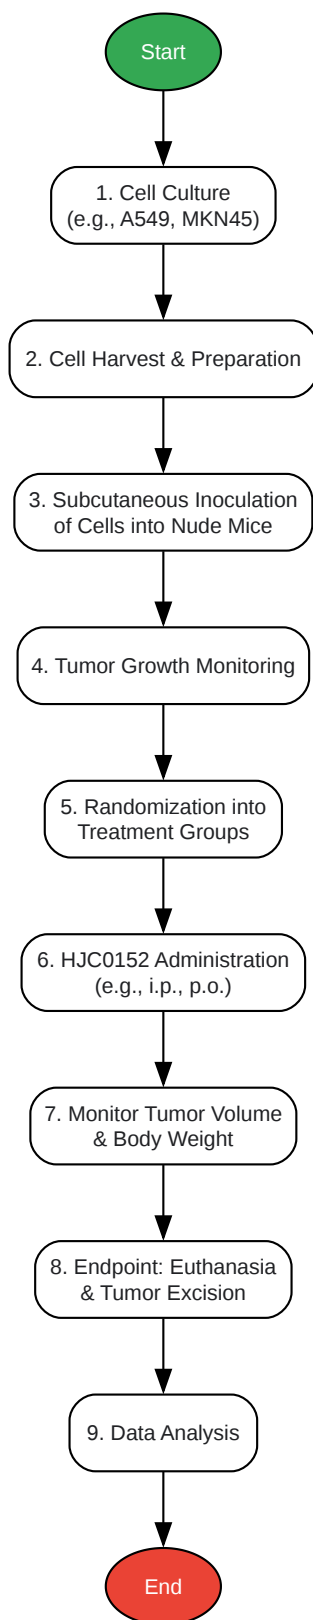 Start
1. Cell Culture
(e.g., A549, MKN45)
2. Cell Harvest & Preparation
3. Subcutaneous Inoculation
of Cells into Nude Mice
4. Tumor Growth Monitoring
5. Randomization into
Treatment Groups
6. HJC0152 Administration
(e.g., i.p., p.o.)
7. Monitor Tumor Volume
& Body Weight
8. Endpoint: Euthanasia
& Tumor Excision
9. Data Analysis
End